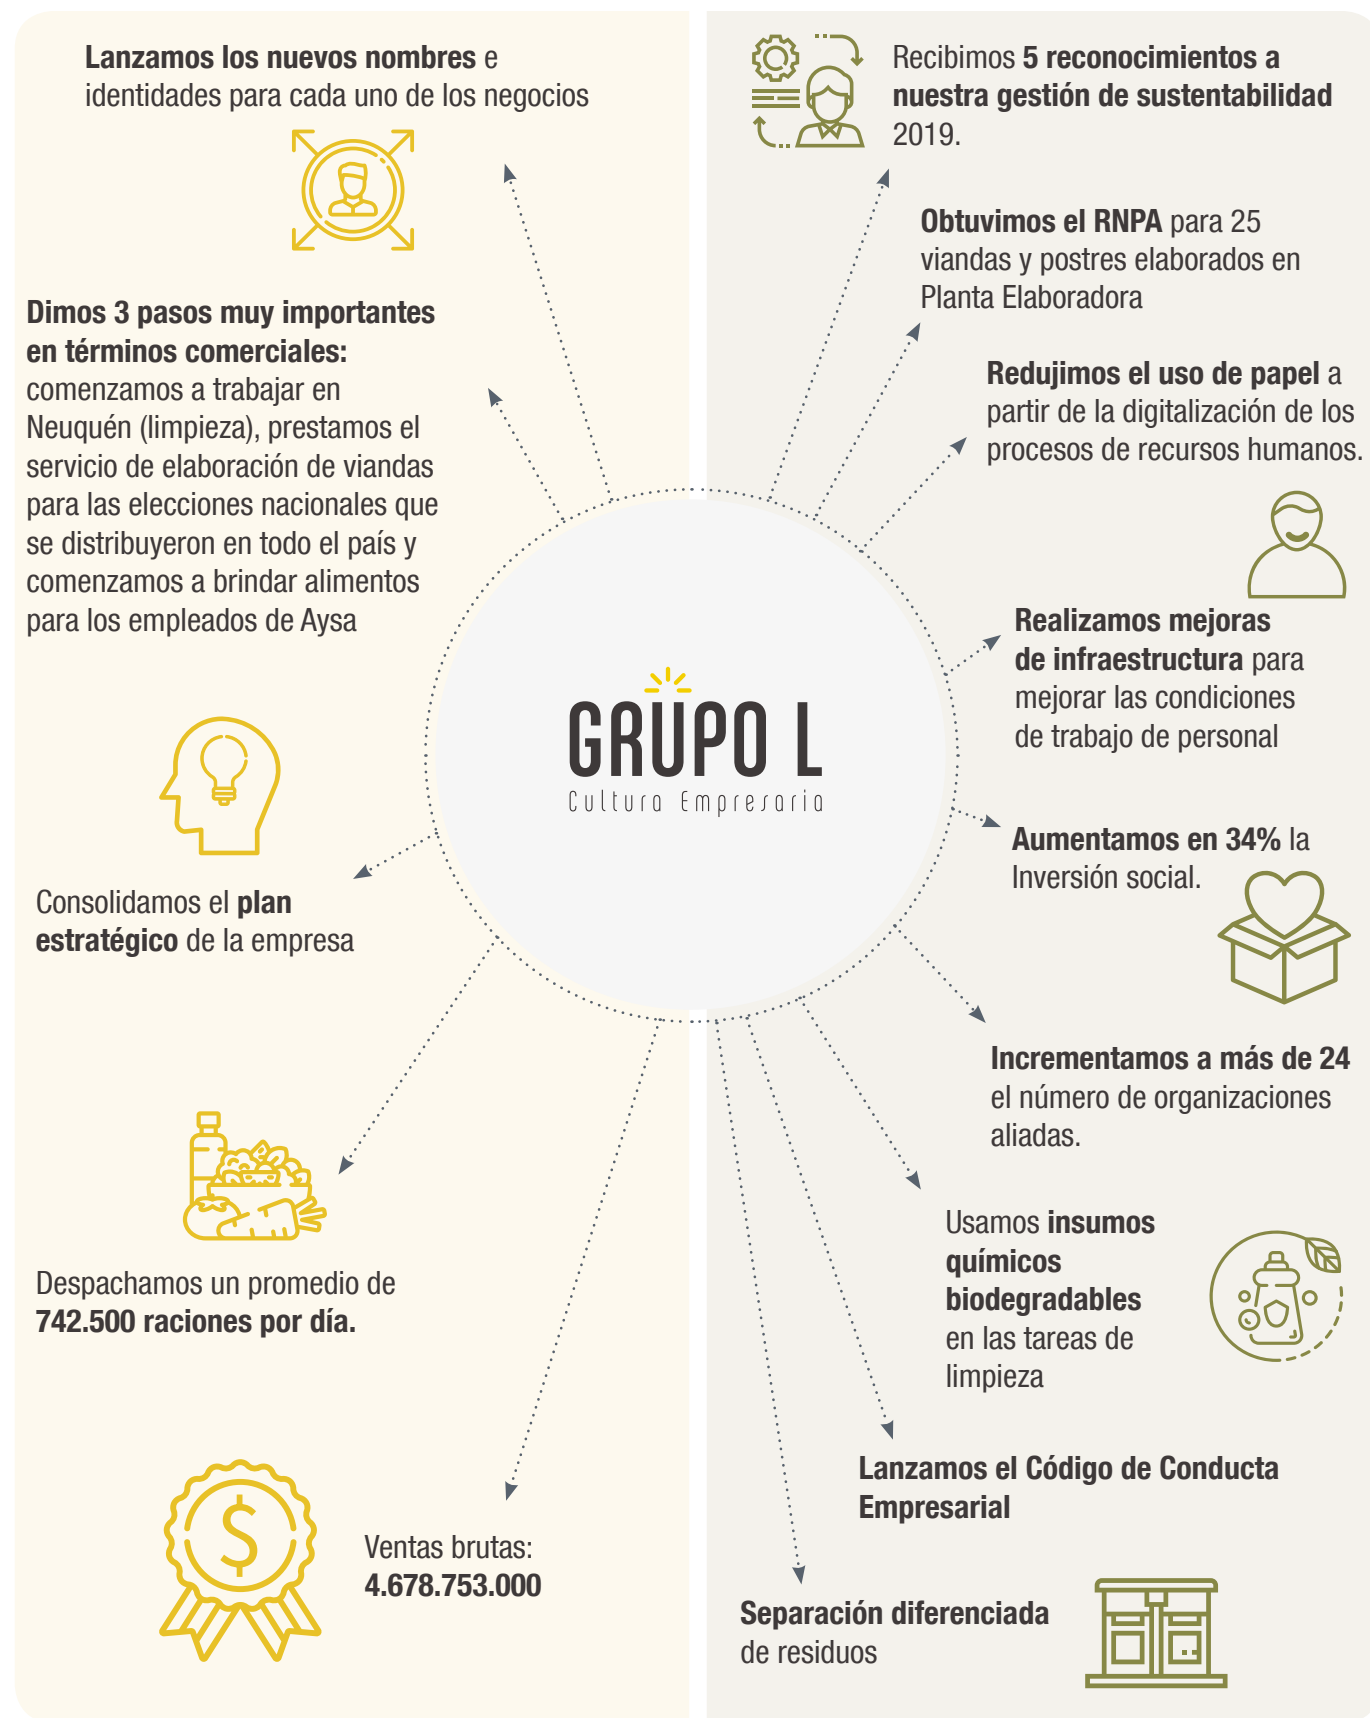 Lanzamos los nuevos nombres e
identidades para cada uno de los negocios
Dimos 3 pasos muy importantes
en términos comerciales:
comenzamos a trabajar en
Neuquén (limpieza), prestamos el
servicio de elaboración de viandas
para las elecciones nacionales que
se distribuyeron en todo el país y
comenzamos a brindar alimentos
para los empleados de Aysa
Consolidamos el plan
estratégico de la empresa
Despachamos un promedio de
742.500 raciones por día.
Ventas brutas:
4.678.753.000
GRUPO L
Cultura Empresaria
Recibimos 5 reconocimientos a
nuestra gestión de sustentabilidad
2019.
Obtuvimos el RNPA para 25
viandas y postres elaborados en
Planta Elaboradora
Redujimos el uso de papel a
partir de la digitalización de los
procesos de recursos humanos.
Realizamos mejoras
de infraestructura para
mejorar las condiciones
de trabajo de personal
Aumentamos en 34% la
Inversión social.
Incrementamos a más de 24
el número de organizaciones
aliadas.
Usamos insumos
químicos
biodegradables
en las tareas de
limpieza
Lanzamos el Código de Conducta
Empresarial
Separación diferenciada
de residuos